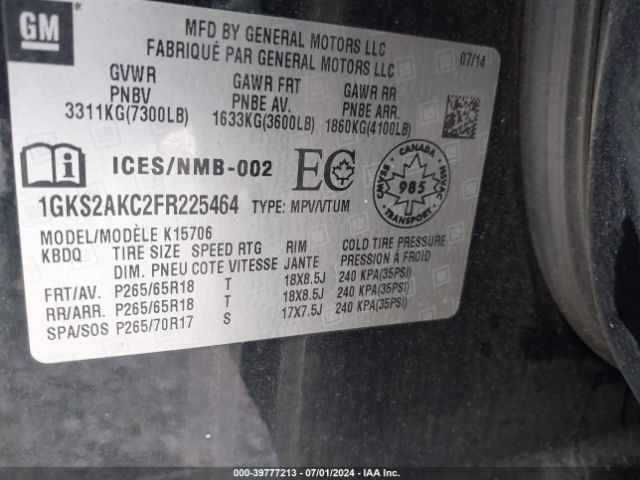 GM
MFD BY GENERAL MOTORS LLC
FABRIQUÉ PAR GENERAL MOTORS LLC
07/14
GVWR GAWR FRT GAWR RR
PNBV PNBE AV. PNBE ARR.
3311KG(7300LB) 1633KG(3600LB) 1860KG(4100LB)
ICES/NMB-002 EC
CANADA
CMVSS NSVAC
985
TRANSPORT
1GKS2AKC2FR225464 TYPE: MPV/VTUM
MODEL/MODÈLE K15706
KBDQ TIRE SIZE SPEED RTG RIM COLD TIRE PRESSURE
DIM. PNEU COTE VITESSE JANTE PRESSION À FROID
FRT/AV. P265/65R18 T 18X8.5J 240 KPA(35PSI)
RR/ARR. P265/65R18 T 18X8.5J 240 KPA(35PSI)
SPA/SOS P265/70R17 S 17X7.5J 240 KPA(35PSI)
000-39777213 - 07/01/2024 - IAA Inc.